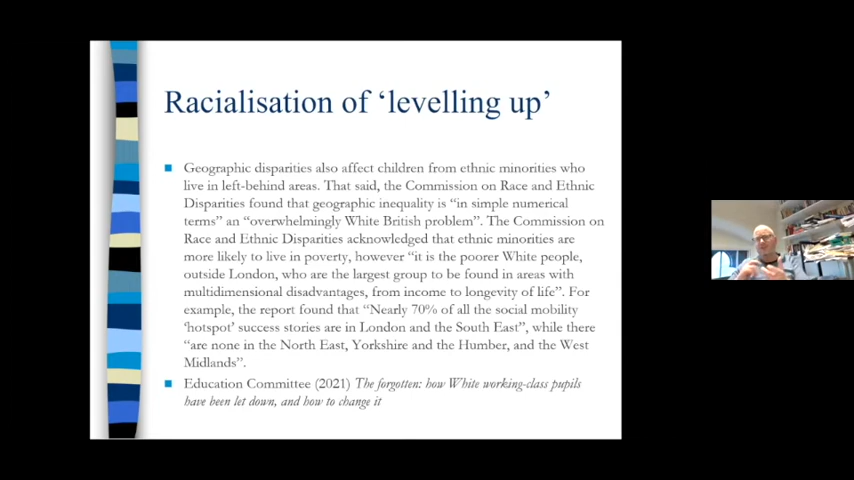 Racialisation of ‘levelling up’
Geographic disparities also affect children from ethnic minorities who
live in left-behind areas. That said, the Commission on Race and Ethnic
Disparities found that geographic inequality is “in simple numerical
terms” an “overwhelmingly White British problem”. The Commission on
Race and Ethnic Disparities acknowledged that ethnic minorities are
more likely to live in poverty, however “it is the poorer White people,
outside London, who are the largest group to be found in areas with
multidimensional disadvantages, from income to longevity of life”. For
example, the report found that “Nearly 70% of all the social mobility
‘hotspot’ success stories are in London and the South East”, while there
“are none in the North East, Yorkshire and the Humber, and the West
Midlands”.
Education Committee (2021) The forgotten: how White working-class pupils
have been let down, and how to change it